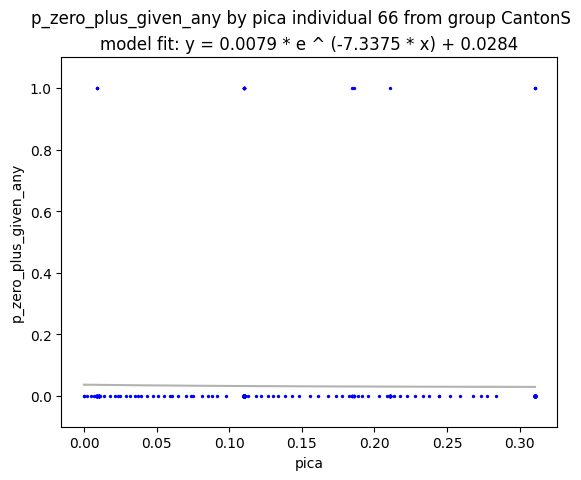 p_zero_plus_given_any by pica individual 66 from group CantonS
model fit: y = 0.0079 * e ^ (-7.3375 * x) + 0.0284
1.0
0.8
0.6
0.4
0.2
0.0
p_zero_plus_given_any
0.00 0.05 0.10 0.15 0.20 0.25 0.30
pica